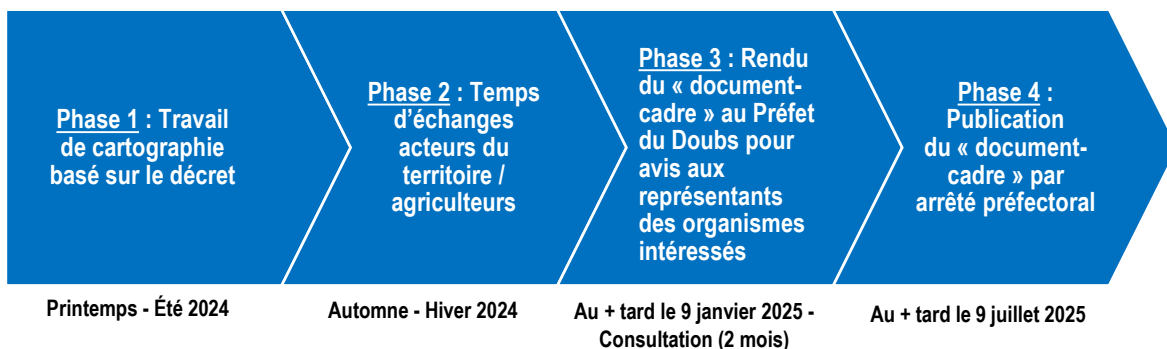 Phase 1 : Travail
de cartographie
basé sur le décret
Phase 2 : Temps
d’échanges
acteurs du
territoire /
agriculteurs
Phase 3 : Rendu
du « document-
cadre » au Préfet
du Doubs pour
avis aux
représentants
des organismes
intéressés
Phase 4 :
Publication
du « document-
cadre » par
arrêté préfectoral
Printemps - Été 2024
Automne - Hiver 2024
Au + tard le 9 janvier 2025 -
Consultation (2 mois)
Au + tard le 9 juillet 2025